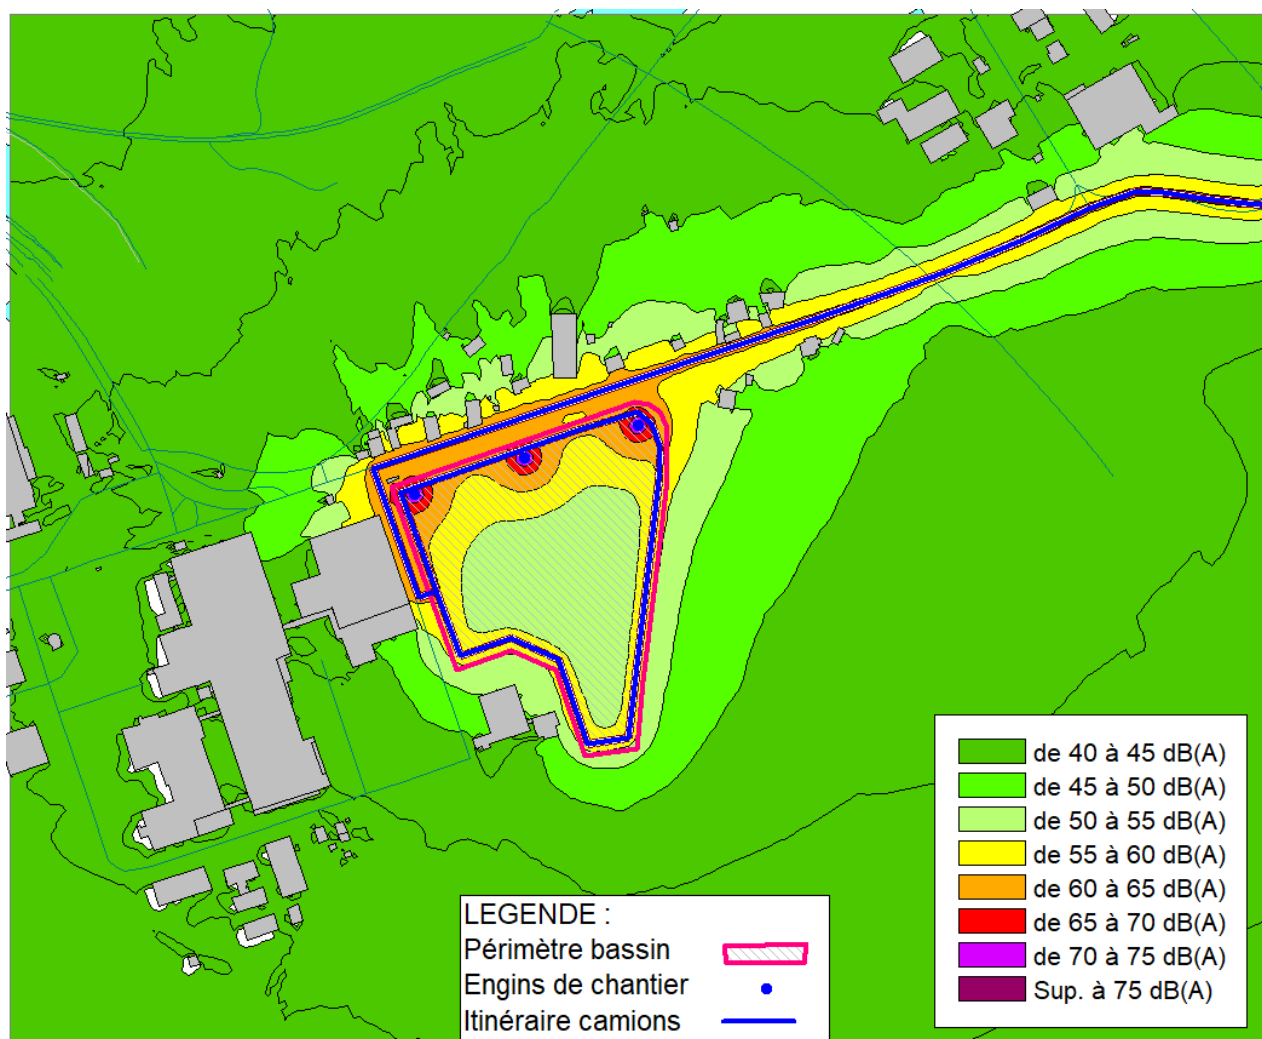 de 40 à 45 dB(A)
de 45 à 50 dB(A)
de 50 à 55 dB(A)
de 55 à 60 dB(A)
de 60 à 65 dB(A)
de 65 à 70 dB(A)
de 70 à 75 dB(A)
Sup. à 75 dB(A)
LEGENDE :
Périmètre bassin
Engins de chantier
Itinéraire camions